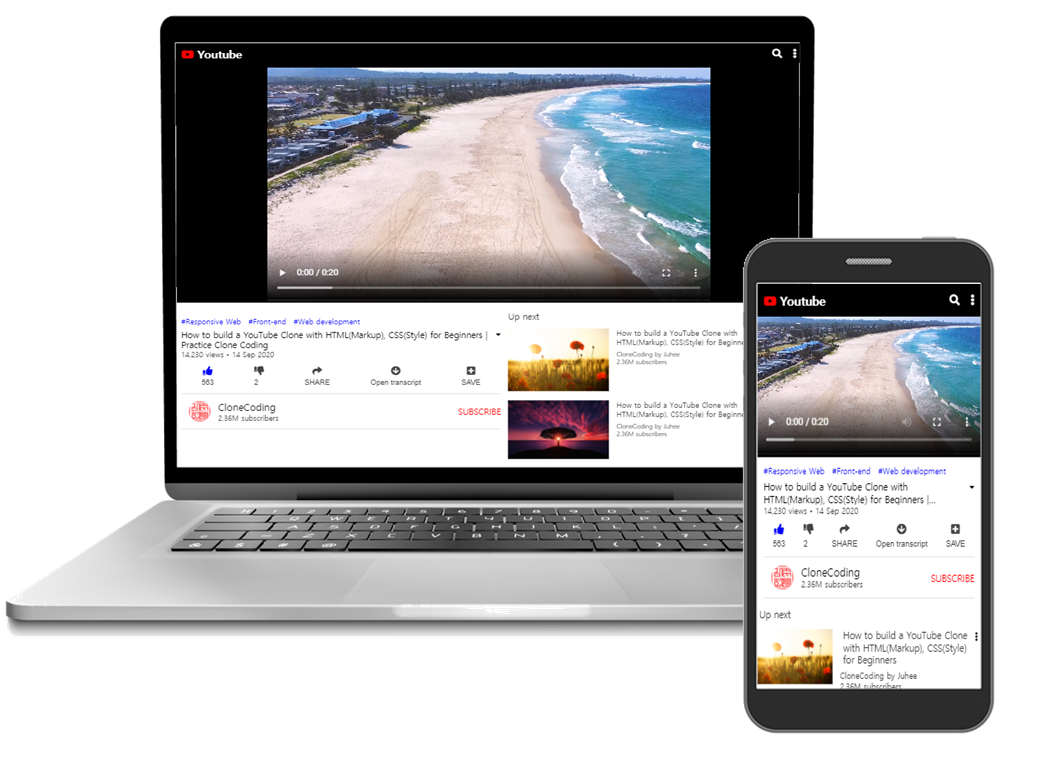 Youtube
0:00 / 0:20
#Responsive Web #Front-end #Web development
How to build a YouTube Clone with HTML(Markup), CSS(Style) for Beginners |
Practice Clone Coding
14,230 views • 14 Sep 2020
563 2 SHARE Open transcript SAVE
CloneCoding
2.36M subscribers
SUBSCRIBE
Up next
How to build a YouTube Clone with
HTML(Markup), CSS(Style) for Beginn
CloneCoding by Juhee
2.36M subscribers
How to build a YouTube Clone with
HTML(Markup), CSS(Style) for Beginn
CloneCoding by Juhee
2.36M subscribers
Youtube
0:00 / 0:20
#Responsive Web #Front-end #Web development
How to build a YouTube Clone with
HTML(Markup), CSS(Style) for Beginners |...
14,230 views • 14 Sep 2020
563 2 SHARE Open transcript SAVE
CloneCoding
2.36M subscribers
SUBSCRIBE
Up next
How to build a YouTube Clone
with HTML(Markup), CSS(Style)
for Beginners
CloneCoding by Juhee
2.36M subscribers